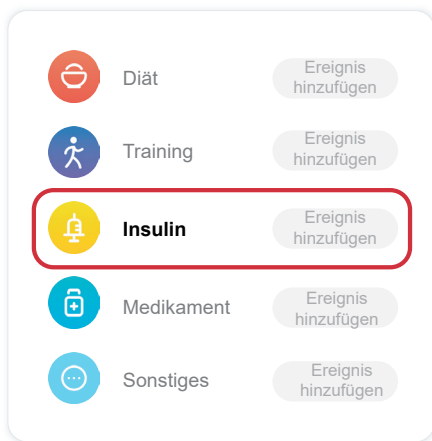 Diät
Ereignis
hinzufügen
Training
Ereignis
hinzufügen
Insulin
Ereignis
hinzufügen
Medikament
Ereignis
hinzufügen
Sonstiges
Ereignis
hinzufügen